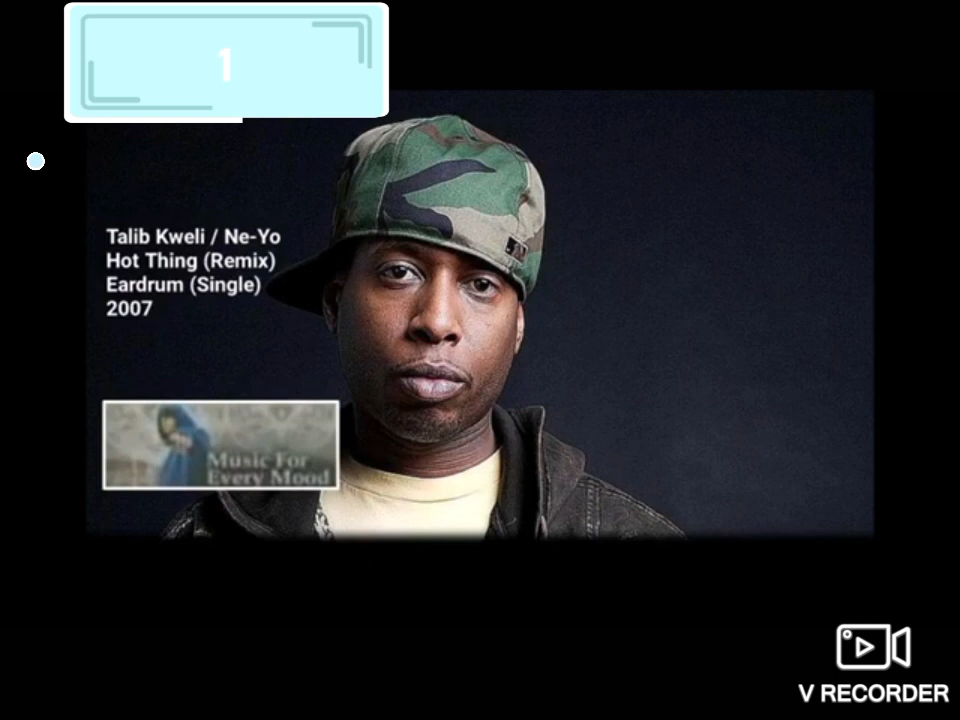 1
Talib Kweli / Ne-Yo
Hot Thing (Remix)
Eardrum (Single)
2007
Music For
Every Mood
V RECORDER